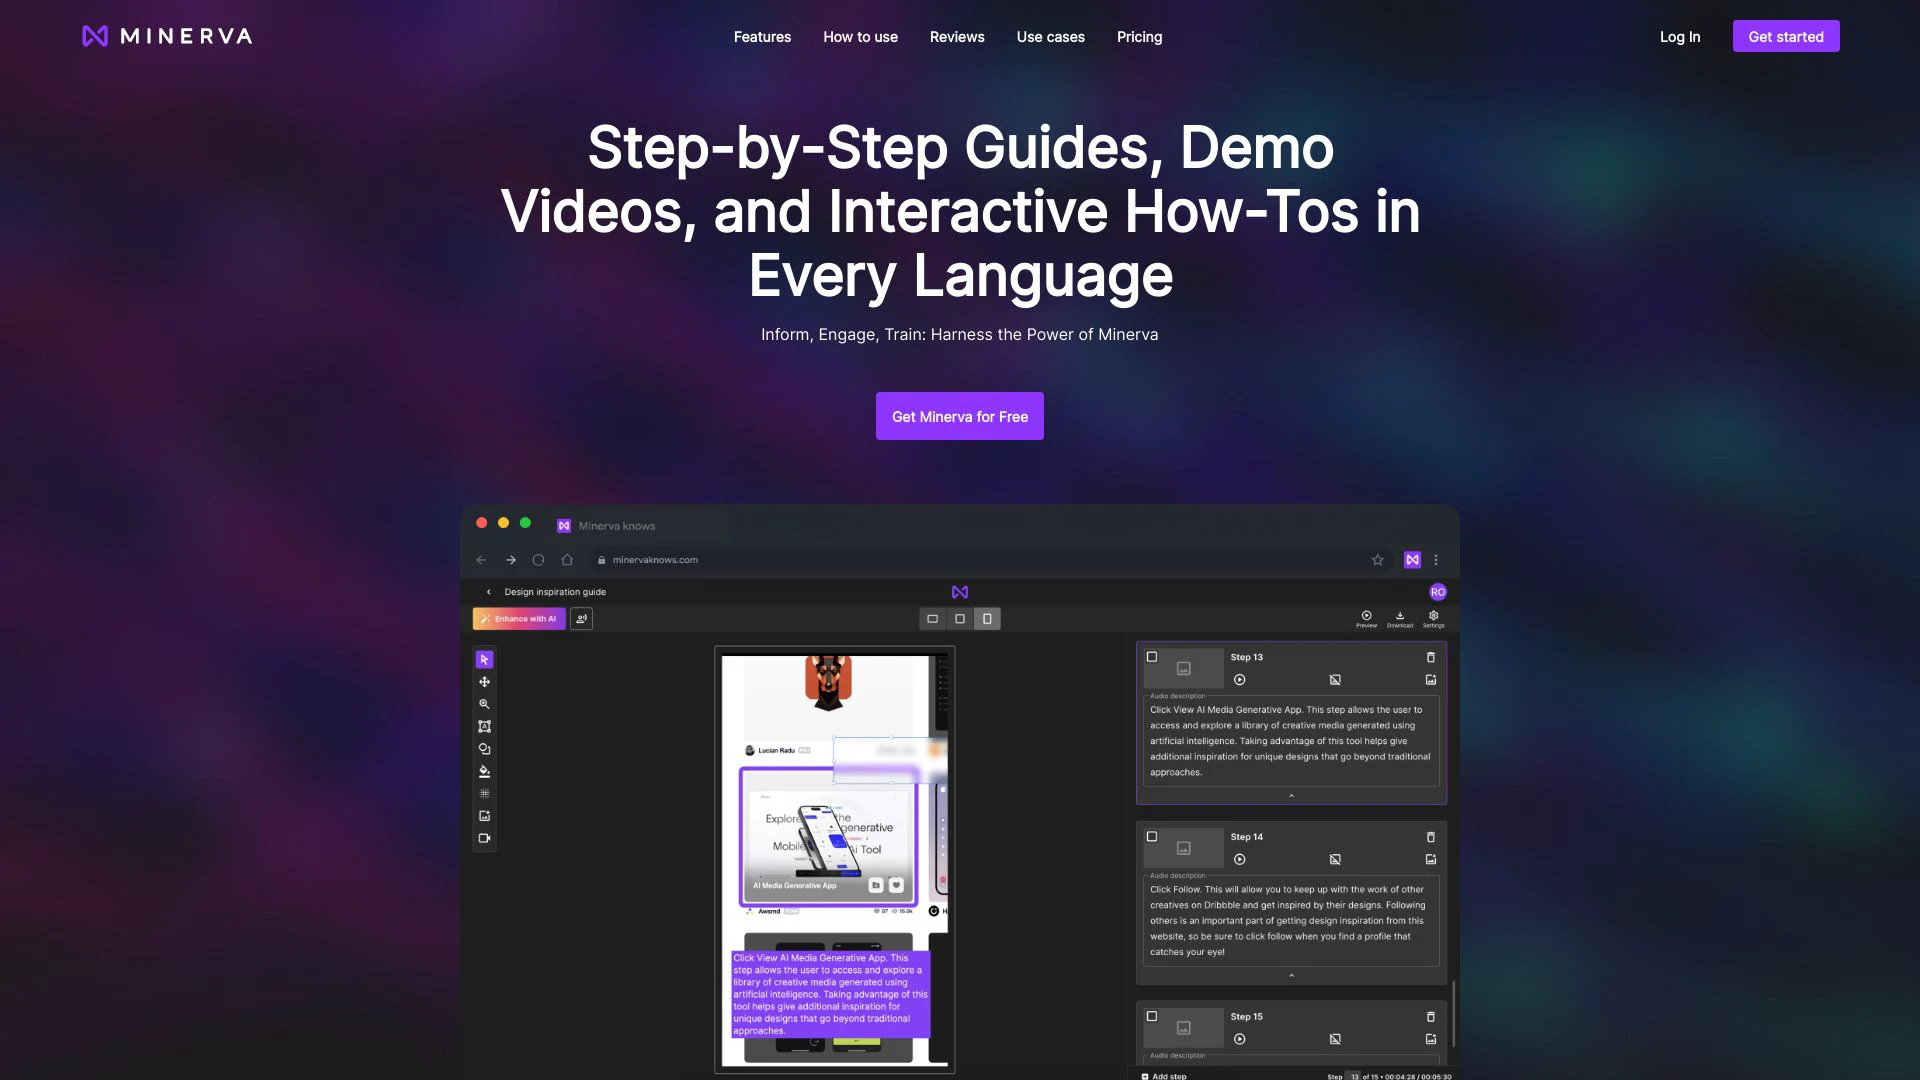 MINERVA
Features
How to use
Reviews
Use cases
Pricing
Log In
Get started
Step-by-Step Guides, Demo
Videos, and Interactive How-Tos in
Every Language
Inform, Engage, Train: Harness the Power of Minerva
Get Minerva for Free
Minerva knows
minervaknows.com
Design inspiration guide
RO
Enhance with AI
Preview
Download
Settings
Lucian Radu PRO
Explore the
generative
Mobile Ai Tool
AI Media Generative App
Awsmd TEAM
97 16.9k
Click View AI Media Generative App. This
step allows the user to access and explore a
library of creative media generated using
artificial intelligence. Taking advantage of this
tool helps give additional inspiration for
unique designs that go beyond traditional
approaches.
Step 13
Audio description
Click View AI Media Generative App. This step allows the user to
access and explore a library of creative media generated using
artificial intelligence. Taking advantage of this tool helps give
additional inspiration for unique designs that go beyond traditional
approaches.
Step 14
Audio description
Click Follow. This will allow you to keep up with the work of other
creatives on Dribbble and get inspired by their designs. Following
others is an important part of getting design inspiration from this
website, so be sure to click follow when you find a profile that
catches your eye!
Step 15
Audio description
Add step
Step 13 of 15 • 00:04:28 / 00:05:30